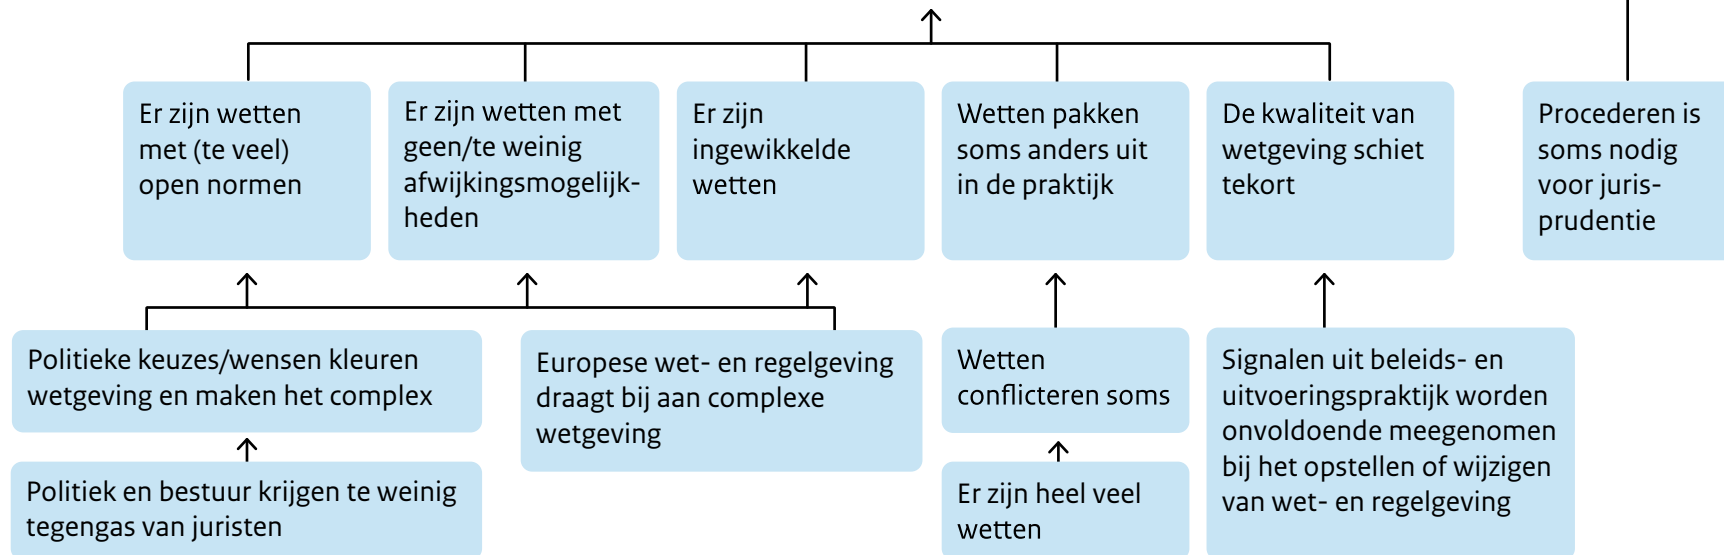 Er zijn wetten
met (te veel)
open normen
Er zijn wetten met
geen/te weinig
afwijkingsmogelijk-
heden
Er zijn
ingewikkelde
wetten
Wetten pakken
soms anders uit
in de praktijk
De kwaliteit van
wetgeving schiet
tekort
Procederen is
soms nodig
voor juris-
prudentie
Politieke keuzes/wensen kleuren
wetgeving en maken het complex
Europese wet- en regelgeving
draagt bij aan complexe
wetgeving
Wetten
conflicteren soms
Signalen uit beleids- en
uitvoeringspraktijk worden
onvoldoende meegenomen
bij het opstellen of wijzigen
van wet- en regelgeving
Politiek en bestuur krijgen te weinig
tegengas van juristen
Er zijn heel veel
wetten